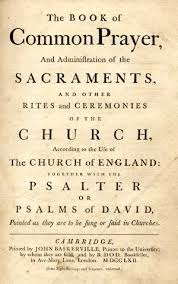 The BOOK of
Common Prayer,
And Administration of the
SACRAMENTS,
AND OTHER
RITES and CEREMONIES
OF THE
CHURCH,
According to the Use of
The CHURCH of ENGLAND:
TOGETHER WITH THE
PSALTER
OR
PSALMS of DAVID,
Pointed as they are to be sung or said in Churches.
CAMBRIDGE,
Printed by JOHN BASKERVILLE, Printer to the University;
by whom they are sold, and by B. DOD, Bookseller,
in Ave-Mary Lane, London. MDCCLXII.